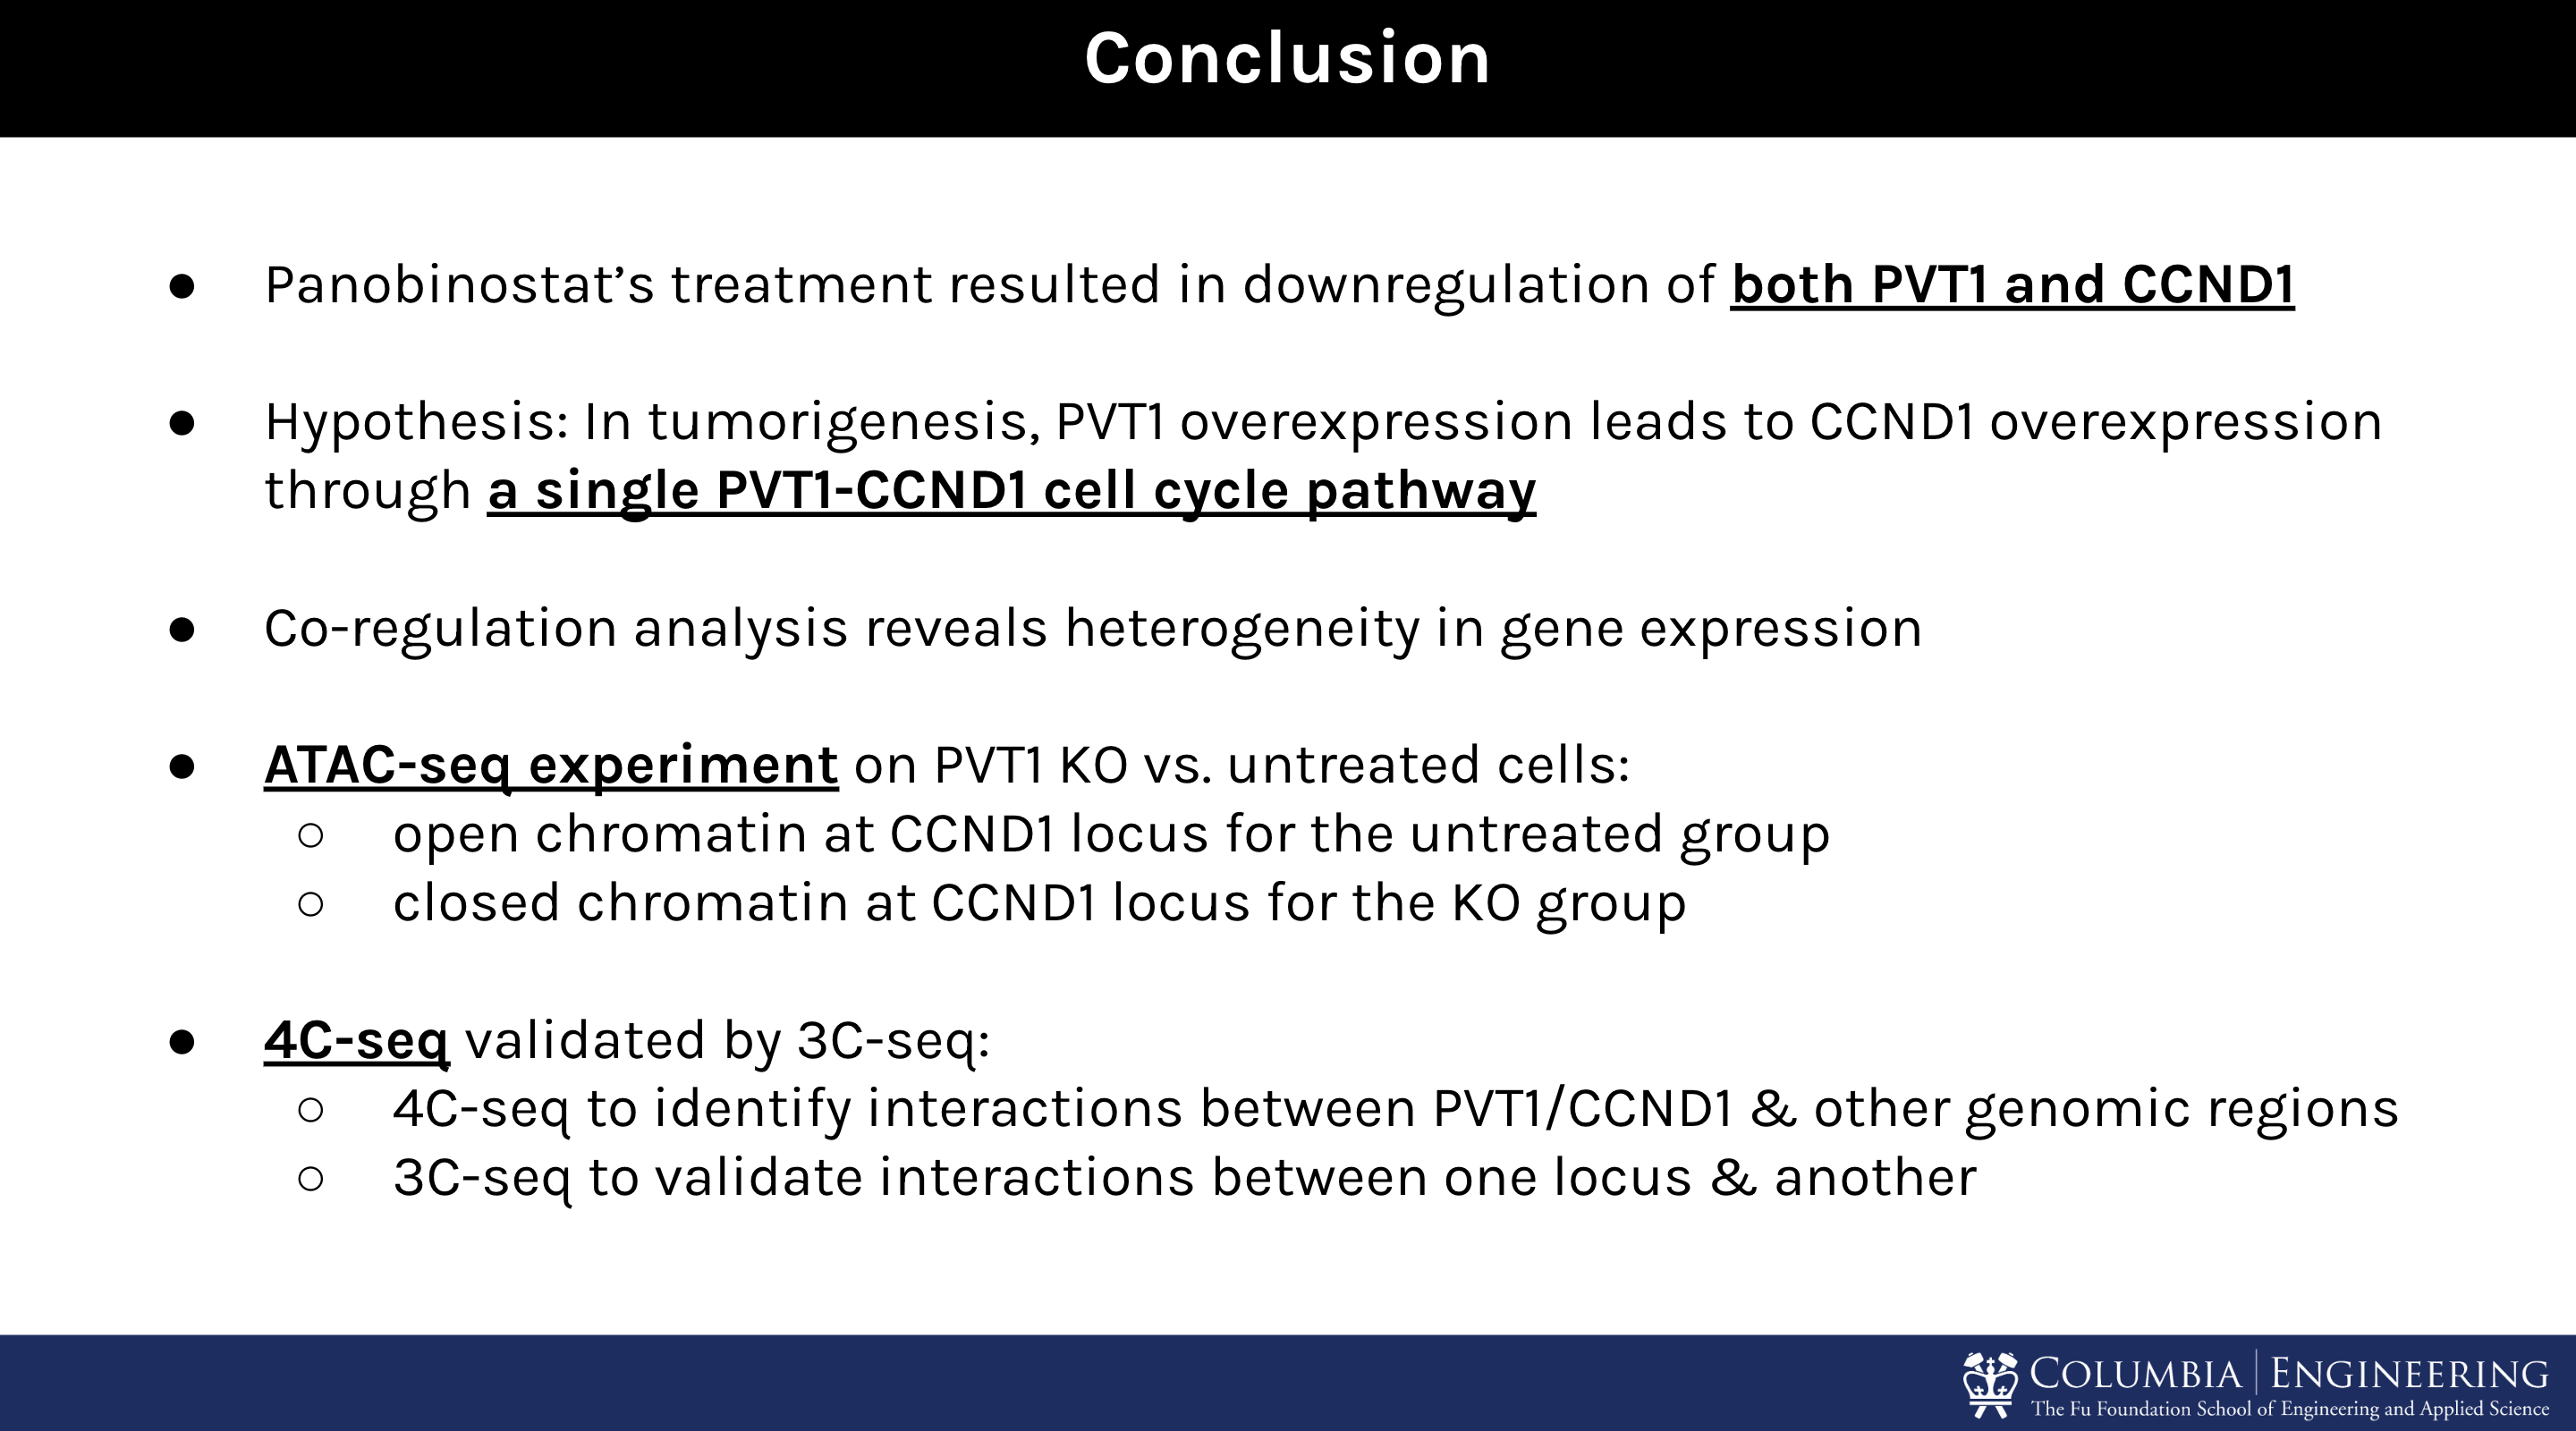 Conclusion
● Panobinostat’s treatment resulted in downregulation of both PVT1 and CCND1
● Hypothesis: In tumorigenesis, PVT1 overexpression leads to CCND1 overexpression
through a single PVT1-CCND1 cell cycle pathway
● Co-regulation analysis reveals heterogeneity in gene expression
● ATAC-seq experiment on PVT1 KO vs. untreated cells:
○ open chromatin at CCND1 locus for the untreated group
○ closed chromatin at CCND1 locus for the KO group
● 4C-seq validated by 3C-seq:
○ 4C-seq to identify interactions between PVT1/CCND1 & other genomic regions
○ 3C-seq to validate interactions between one locus & another
COLUMBIA | ENGINEERING
The Fu Foundation School of Engineering and Applied Science